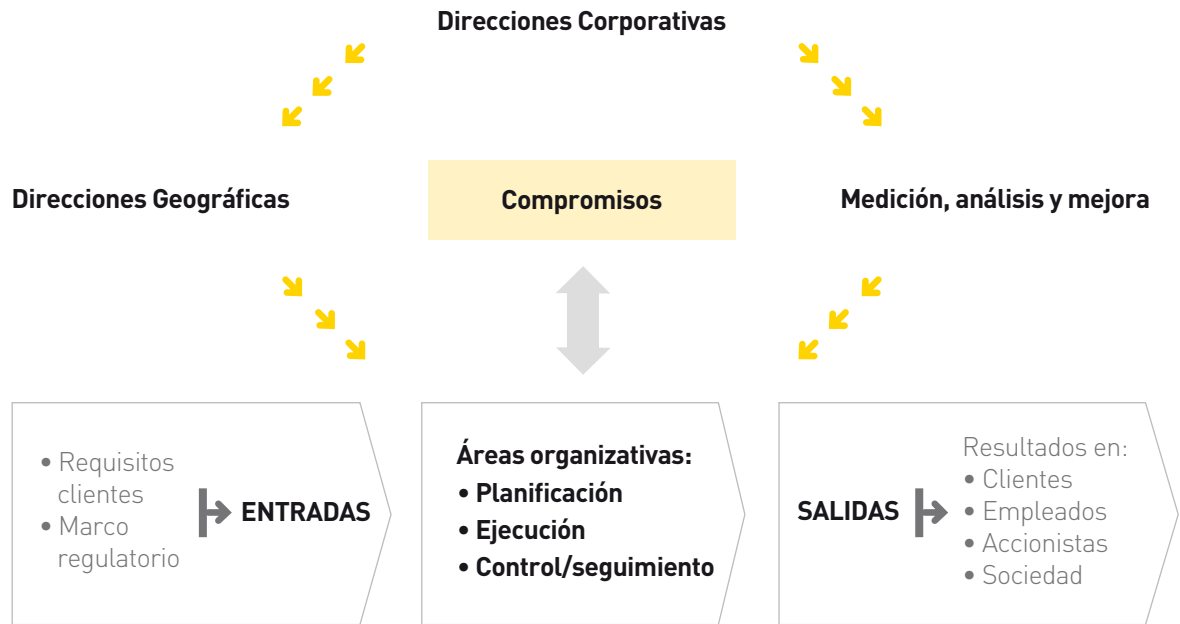 Direcciones Corporativas
Direcciones Geográficas
Compromisos
Medición, análisis y mejora
• Requisitos
clientes
• Marco
regulatorio
ENTRADAS
Áreas organizativas:
• Planificación
• Ejecución
• Control/seguimiento
SALIDAS
Resultados en:
• Clientes
• Empleados
• Accionistas
• Sociedad